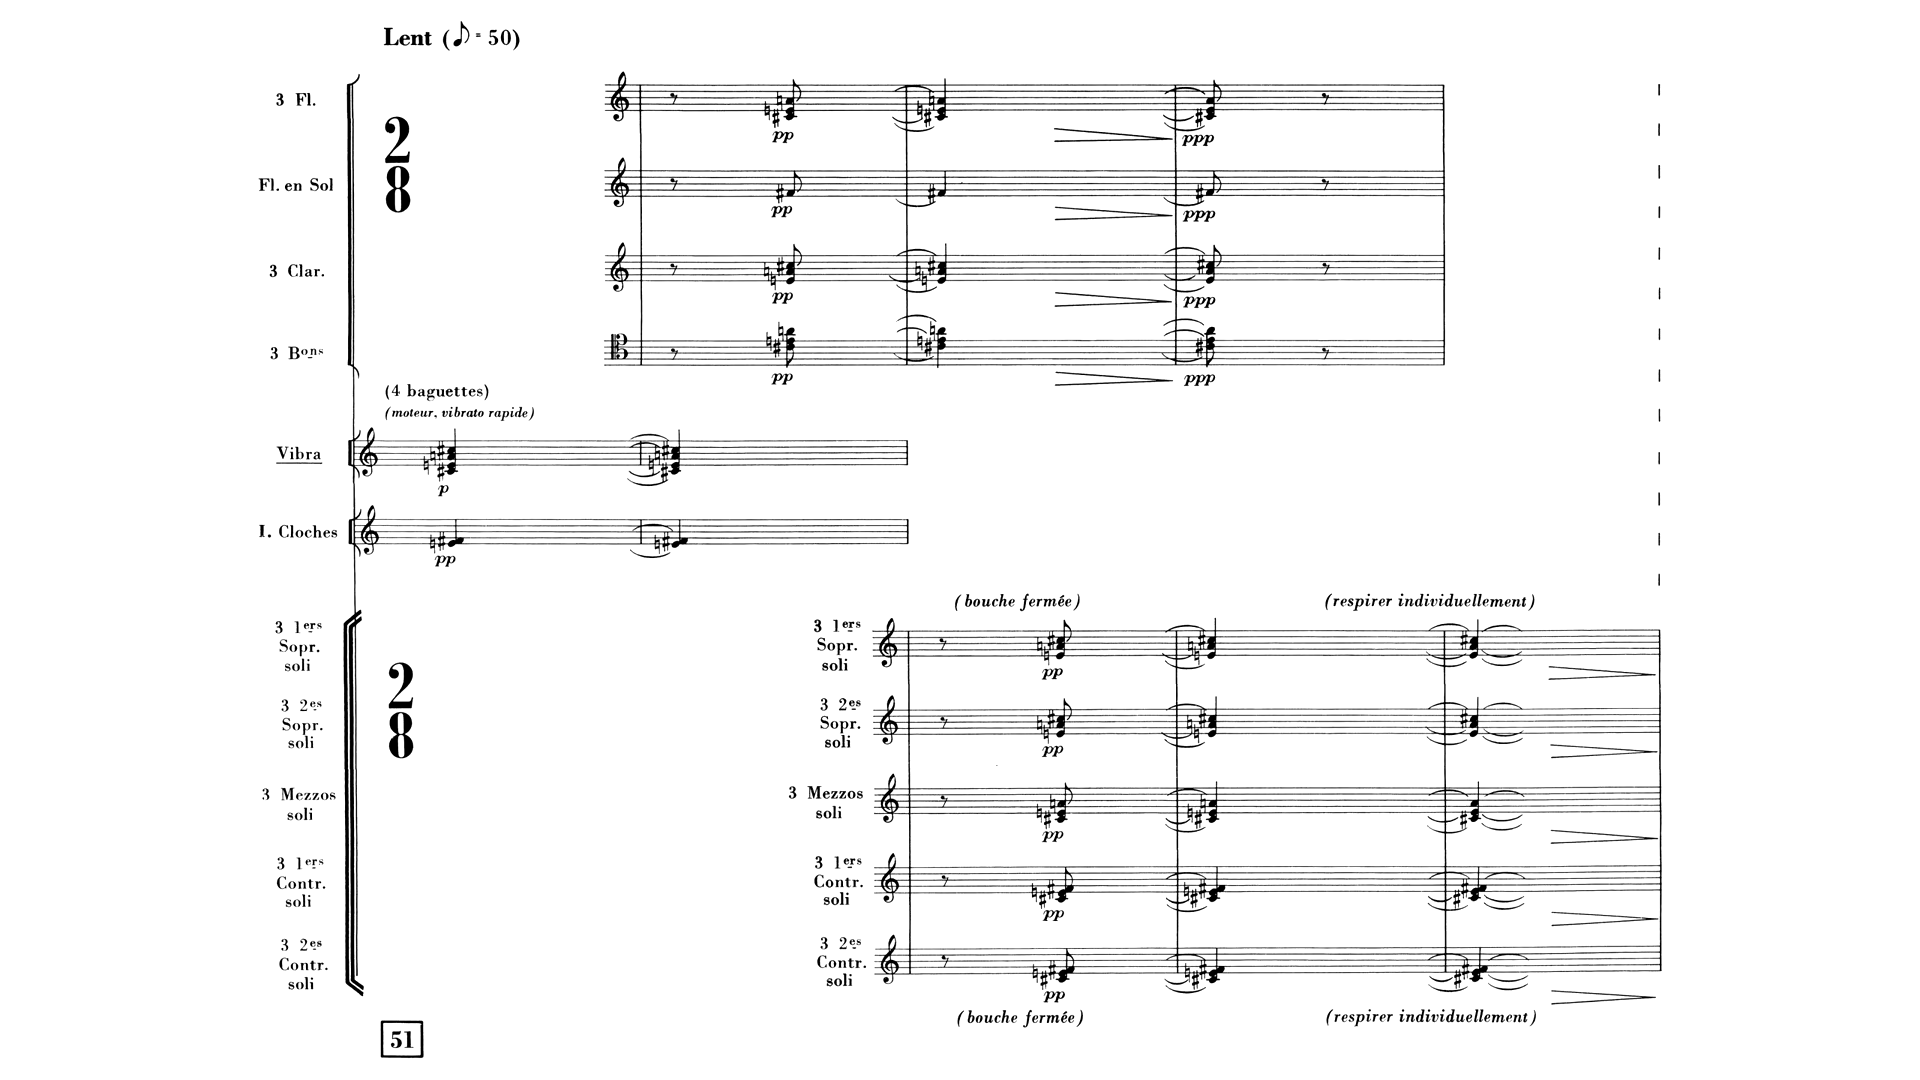 Lent (♪ = 50)
3 Fl.
2
8
pp
ppp
Fl. en Sol
pp
ppp
3 Clar.
pp
ppp
3 Bons
pp
ppp
(4 baguettes)
(moteur, vibrato rapide)
Vibra
p
I. Cloches
pp
(bouche fermée)
(respirer individuellement)
3 1ers
Sopr.
soli
3 1ers
Sopr.
soli
pp
2
8
3 2es
Sopr.
soli
3 2es
Sopr.
soli
pp
3 Mezzos
soli
3 Mezzos
soli
pp
3 1ers
Contr.
soli
3 1ers
Contr.
soli
pp
3 2es
Contr.
soli
3 2es
Contr.
soli
pp
(bouche fermée)
(respirer individuellement)
51